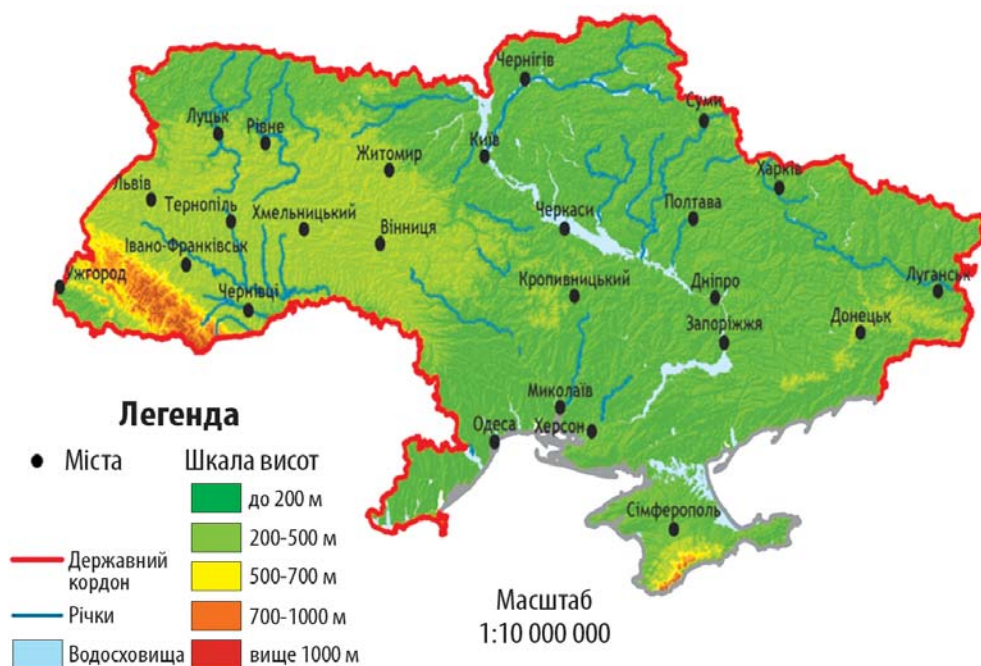 Чернігів
Суми
Луцьк
Рівне
Київ
Житомир
Харків
Львів
Тернопіль
Хмельницький
Черкаси
Полтава
Вінниця
Івано-Франківськ
Ужгород
Кропивницький
Дніпро
Луганськ
Чернівці
Запоріжжя
Донецьк
Миколаїв
Одеса
Херсон
Сімферополь
Легенда
Міста
Державний
кордон
Річки
Водосховища
Шкала висот
до 200 м
200-500 м
500-700 м
700-1000 м
вище 1000 м
Масштаб
1:10 000 000